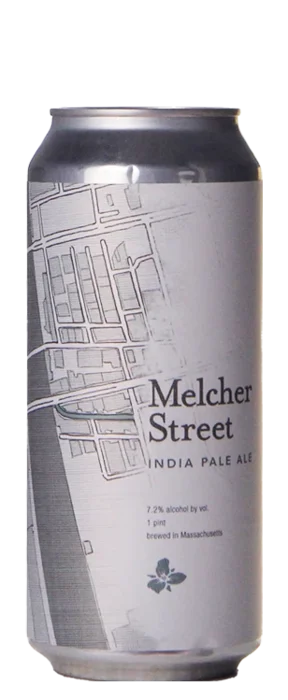 Melcher
Street
INDIA PALE ALE
7.2% alcohol by vol.
1 pint
brewed in Massachusetts